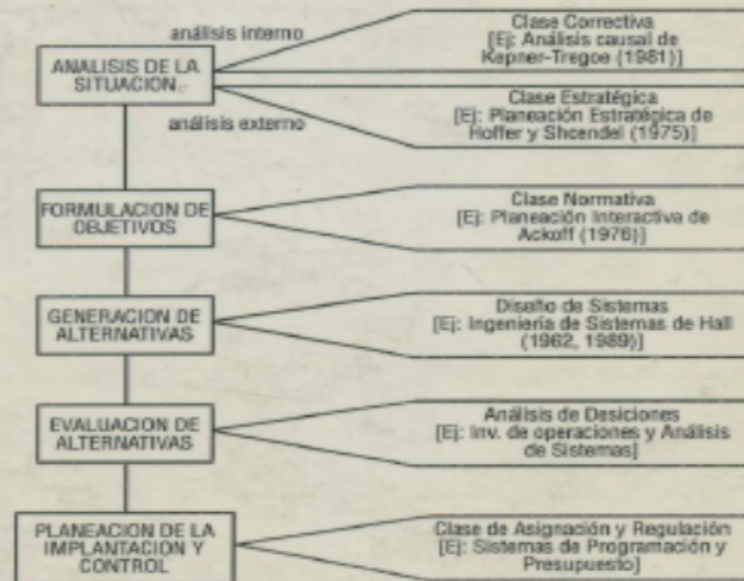 análisis interno
ANALISIS DE LA
SITUACION
análisis externo
Clase Correctiva
[Ej: Análisis causal de
Kepner-Tregoe (1981)]
Clase Estratégica
[Ej: Planeación Estratégica de
Hoffer y Shcendel (1975)]
FORMULACION DE
OBJETIVOS
Clase Normativa
[Ej: Planeación Interactiva de
Ackoff (1976)]
GENERACION DE
ALTERNATIVAS
Diseño de Sistemas
[Ej: Ingeniería de Sistemas de Hall
(1962, 1989)]
EVALUACION DE
ALTERNATIVAS
Análisis de Desiciones
[Ej: Inv. de operaciones y Análisis
de Sistemas]
PLANEACION DE LA
IMPLANTACION Y
CONTROL
Clase de Asignación y Regulación
[Ej: Sistemas de Programación y
Presupuesto]